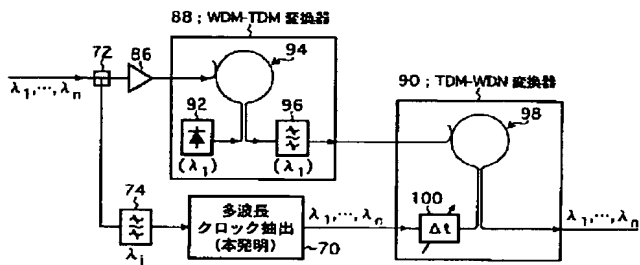 88；WDM-TDM 変換器
72
86
94
λ1,…,λn
92
96
(λ1)
(λ1)
90；TDM-WDN 変換器
98
74
λi
多波長
クロック抽出
(本発明)
70
λ1,…,λn
100
Δt
λ1,…,λn